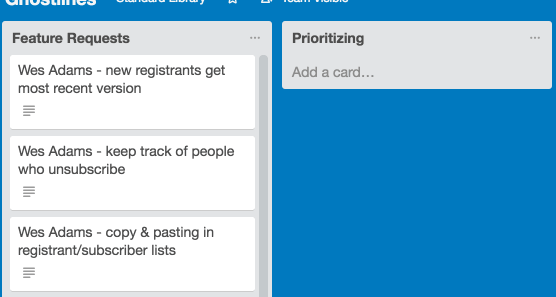 Ghostlines Standard Library Team Visible
Feature Requests
Wes Adams - new registrants get
most recent version
Wes Adams - keep track of people
who unsubscribe
Wes Adams - copy & pasting in
registrant/subscriber lists
Prioritizing
Add a card...